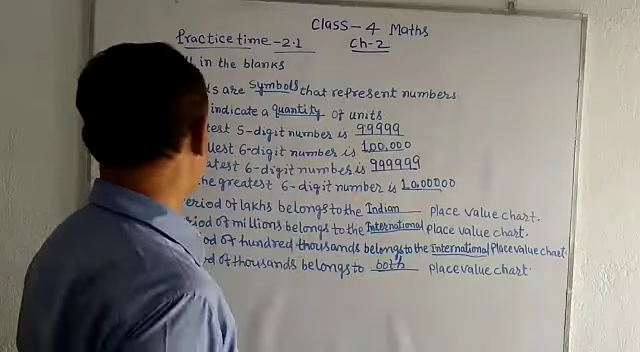 Class - 4 Maths
Practice time - 2.1 Ch-2
in the blanks
s are symbols that represent numbers
indicate a quantity of units
test 5-digit number is 99999
uest 6-digit number is 100,000
atest 6-digit number is 999999
he greatest 6-digit number is 10,00000
eriod of lakhs belongs to the Indian place value chart.
riod of millions belongs to the International place value chart.
od of hundred thousands belongs to the International Place value chart.
od of thousands belongs to both place value chart.